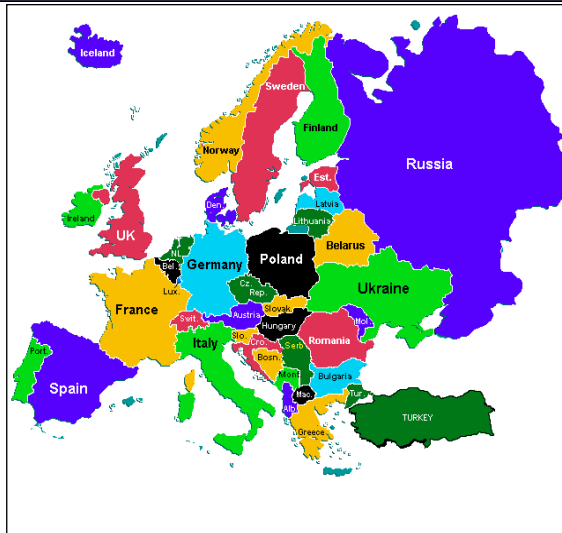 Iceland
Sweden
Finland
Norway
Russia
Est.
Den.
Latvia
Lithuania
Ireland
UK
NL
Belarus
Bel.
Germany
Poland
Cz.
Rep.
Ukraine
Lux.
France
Slovak.
Austria
Mol.
Swit.
Hungary
Italy
Slo.
Cro.
Romania
Serb
Port.
Bosn.
Spain
Mont
Bulgaria
Mac.
Tur.
Alb
TURKEY
Greece